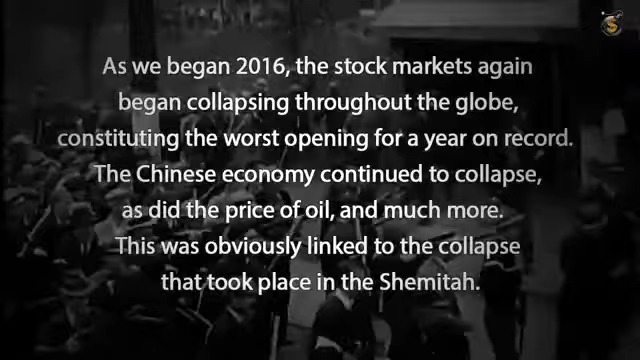 As we began 2016, the stock markets again
began collapsing throughout the globe,
constituting the worst opening for a year on record.
The Chinese economy continued to collapse,
as did the price of oil, and much more.
This was obviously linked to the collapse
that took place in the Shemitah.